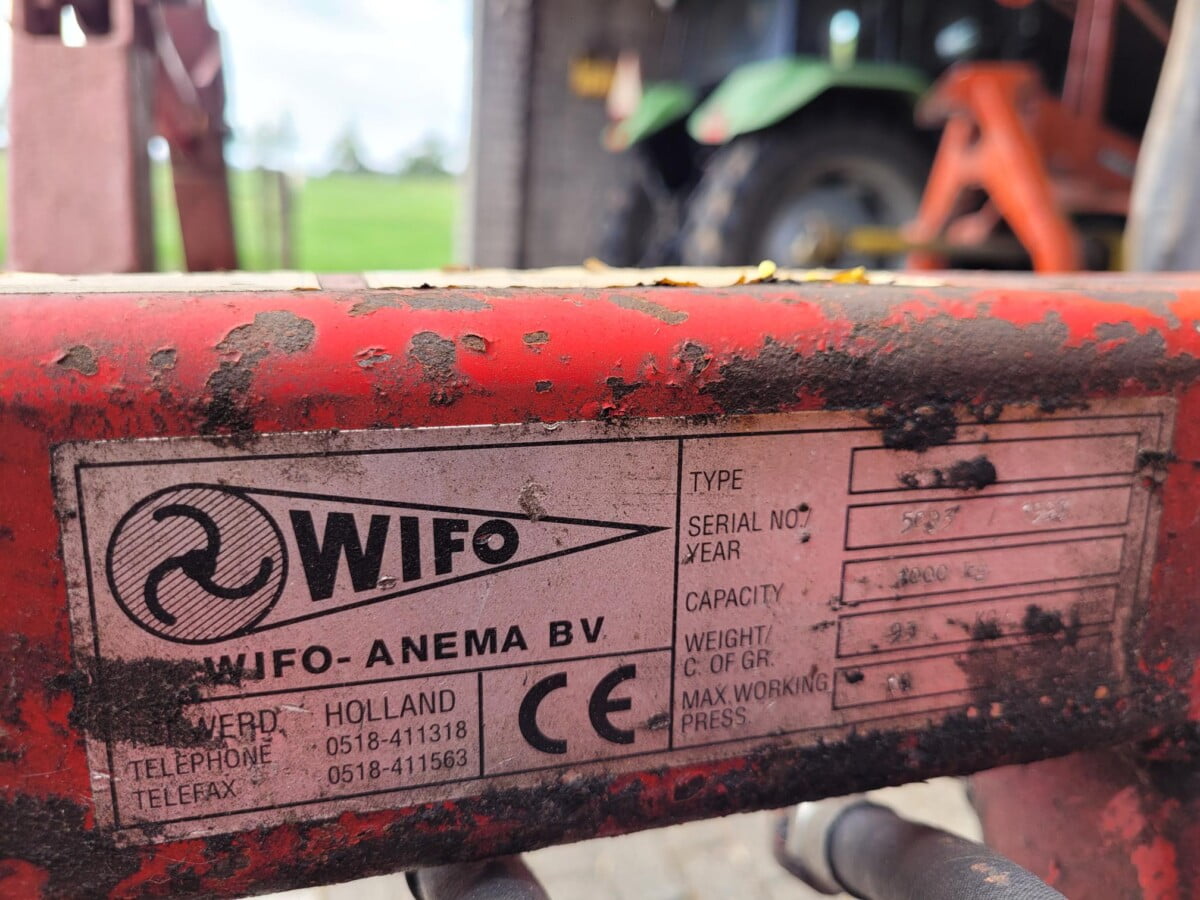 WIFO
WIFO- ANEMA BV
HOLLAND
TELEPHONE 0518-411318
TELEFAX 0518-411563
CE
TYPE
SERIAL NO./
YEAR
CAPACITY
WEIGHT/
C. OF GR.
MAX WORKING
PRESS.